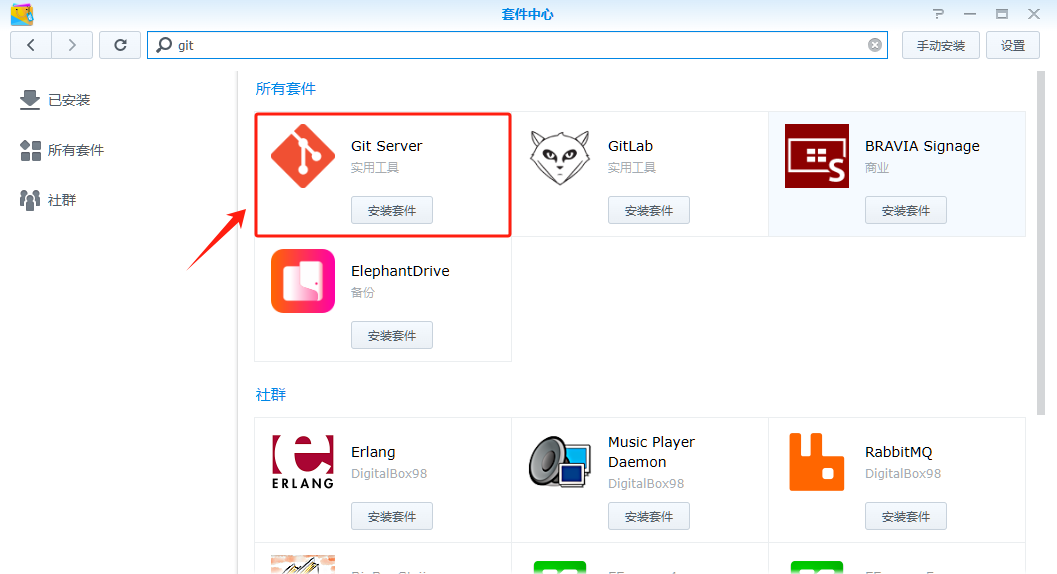 套件中心
git
手动安装
设置
已安装
所有套件
社群
所有套件
Git Server
实用工具
安装套件
GitLab
实用工具
安装套件
BRAVIA Signage
商业
安装套件
ElephantDrive
备份
安装套件
社群
ERLANG
Erlang
DigitalBox98
安装套件
Music Player
Daemon
DigitalBox98
安装套件
RabbitMQ
DigitalBox98
安装套件